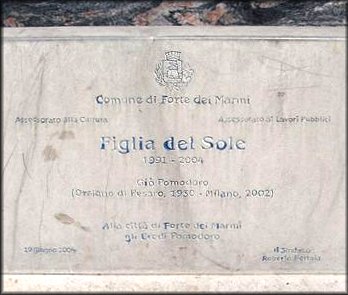 Comune di Forte dei Marmi
Assessorato alla Cultura Assessorato ai Lavori Pubblici
Figlia del Sole
1991 - 2004
Giò Pomodoro
(Orciano di Pesaro, 1930 - Milano, 2002)
Alla città di Forte dei Marmi
gli Eredi Pomodoro
19 Giugno 2004 Il Sindaco
Roberto